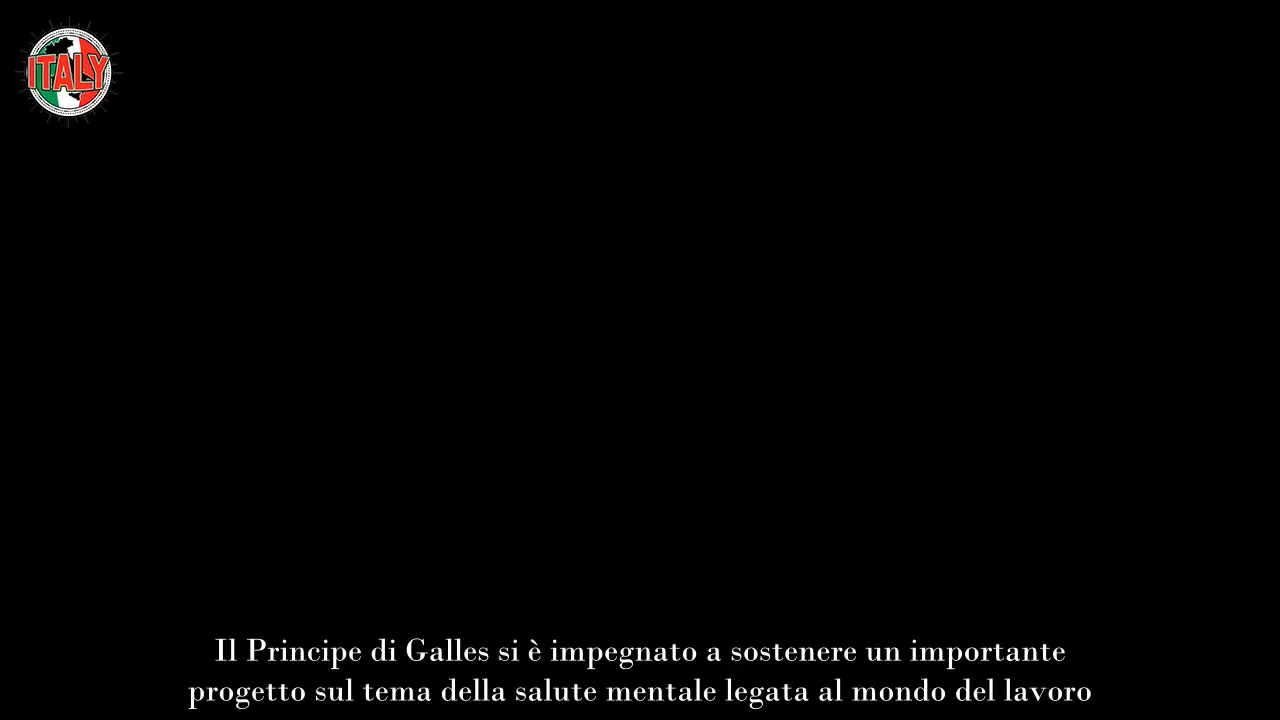 ITALY
Il Principe di Galles si è impegnato a sostenere un importante
progetto sul tema della salute mentale legata al mondo del lavoro